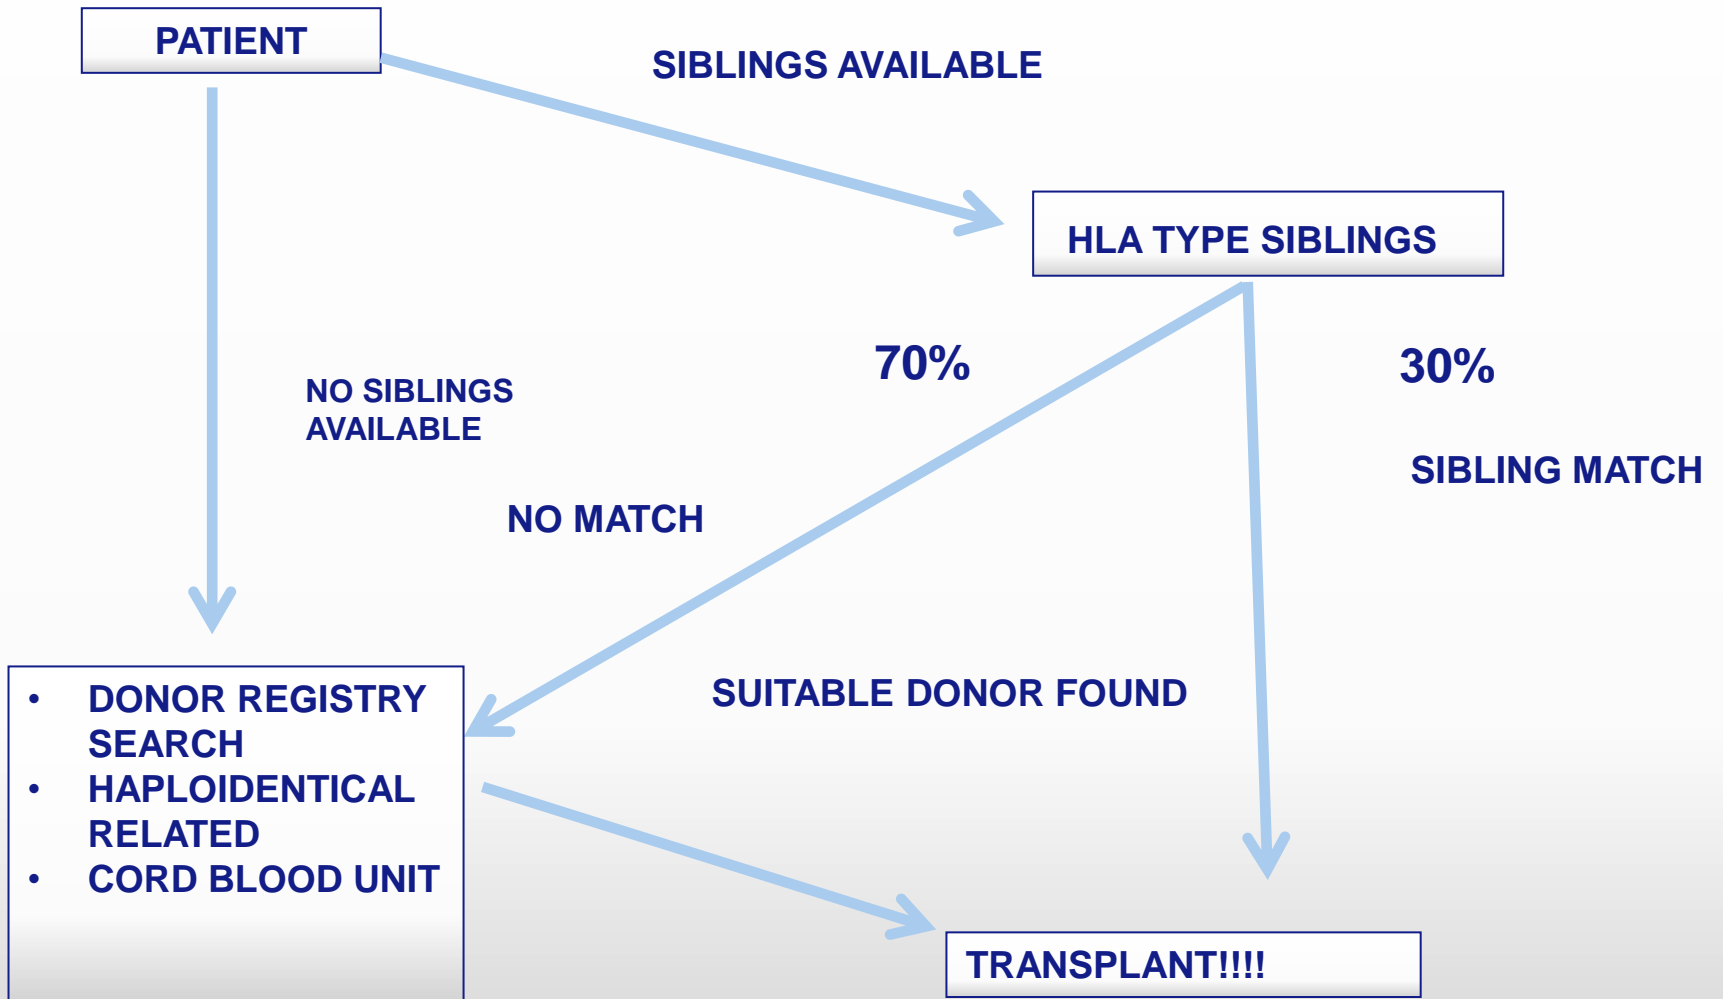 PATIENT
SIBLINGS AVAILABLE
HLA TYPE SIBLINGS
70%
30%
NO SIBLINGS
AVAILABLE
SIBLING MATCH
NO MATCH
• DONOR REGISTRY
SEARCH
• HAPLOIDENTICAL
RELATED
• CORD BLOOD UNIT
SUITABLE DONOR FOUND
TRANSPLANT!!!!